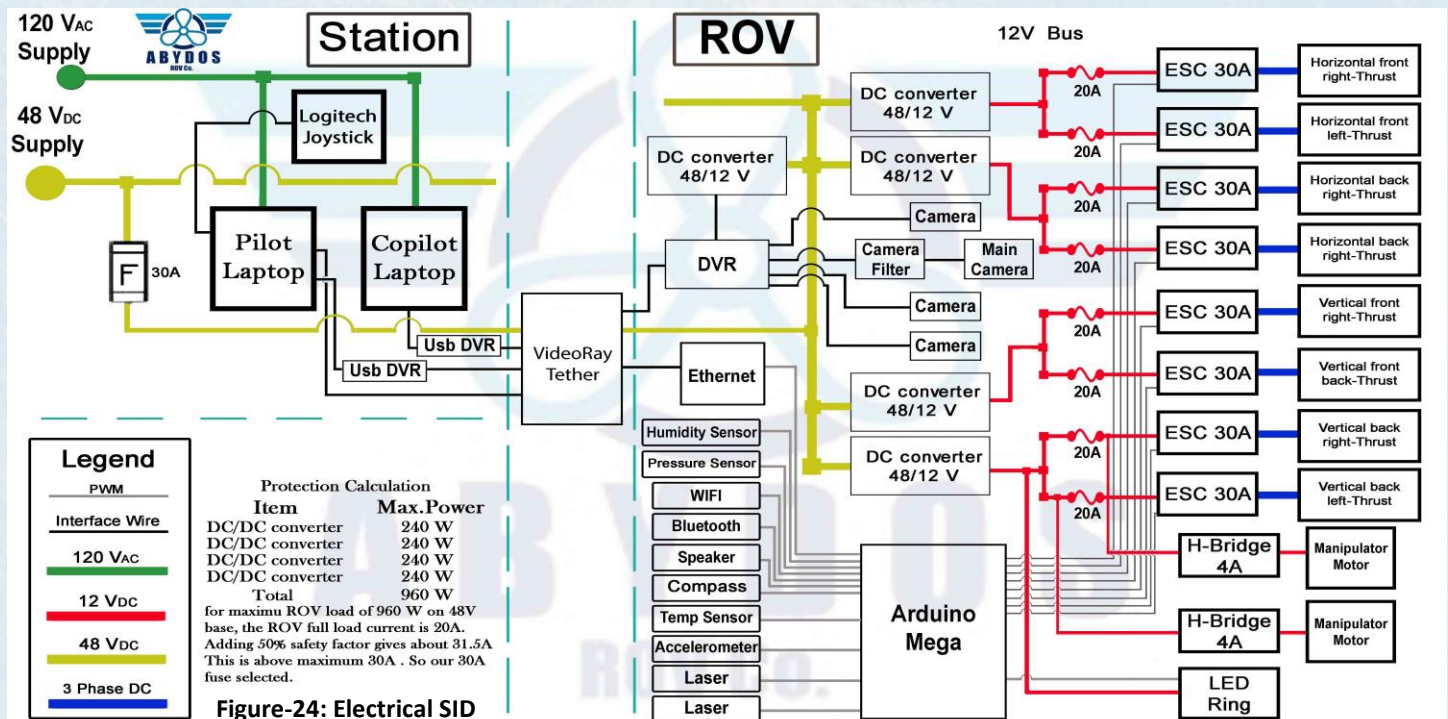 120 VAC
Supply
ABYDOS
ROV Co.
Station
48 VDC
Supply
Logitech
Joystick
Pilot
Laptop
Copilot
Laptop
F
30A
Usb DVR
Usb DVR
VideoRay
Tether
ROV
12V Bus
DC converter
48/12 V
DC converter
48/12 V
DC converter
48/12 V
DVR
Camera
Camera
Filter
Main
Camera
Camera
Camera
Ethernet
DC converter
48/12 V
DC converter
48/12 V
20A
20A
20A
20A
20A
20A
20A
20A
ESC 30A
Horizontal front
right-Thrust
ESC 30A
Horizontal front
left-Thrust
ESC 30A
Horizontal back
right-Thrust
ESC 30A
Horizontal back
right-Thrust
ESC 30A
Vertical front
right-Thrust
ESC 30A
Vertical front
back-Thrust
ESC 30A
Vertical back
right-Thrust
ESC 30A
Vertical back
left-Thrust
H-Bridge
4A
Manipulator
Motor
H-Bridge
4A
Manipulator
Motor
LED
Ring
Humidity Sensor
Pressure Sensor
WIFI
Bluetooth
Speaker
Compass
Temp Sensor
Accelerometer
Laser
Laser
Arduino
Mega
Legend
PWM
Interface Wire
120 VAC
12 VDC
48 VDC
3 Phase DC
Protection Calculation
Item Max.Power
DC/DC converter 240 W
DC/DC converter 240 W
DC/DC converter 240 W
DC/DC converter 240 W
Total 960 W
for maximu ROV load of 960 W on 48V
base, the ROV full load current is 20A.
Adding 50% safety factor gives about 31.5A
This is above maximum 30A . So our 30A
fuse selected.
Figure-24: Electrical SID
ABYDOS
ROV Co.